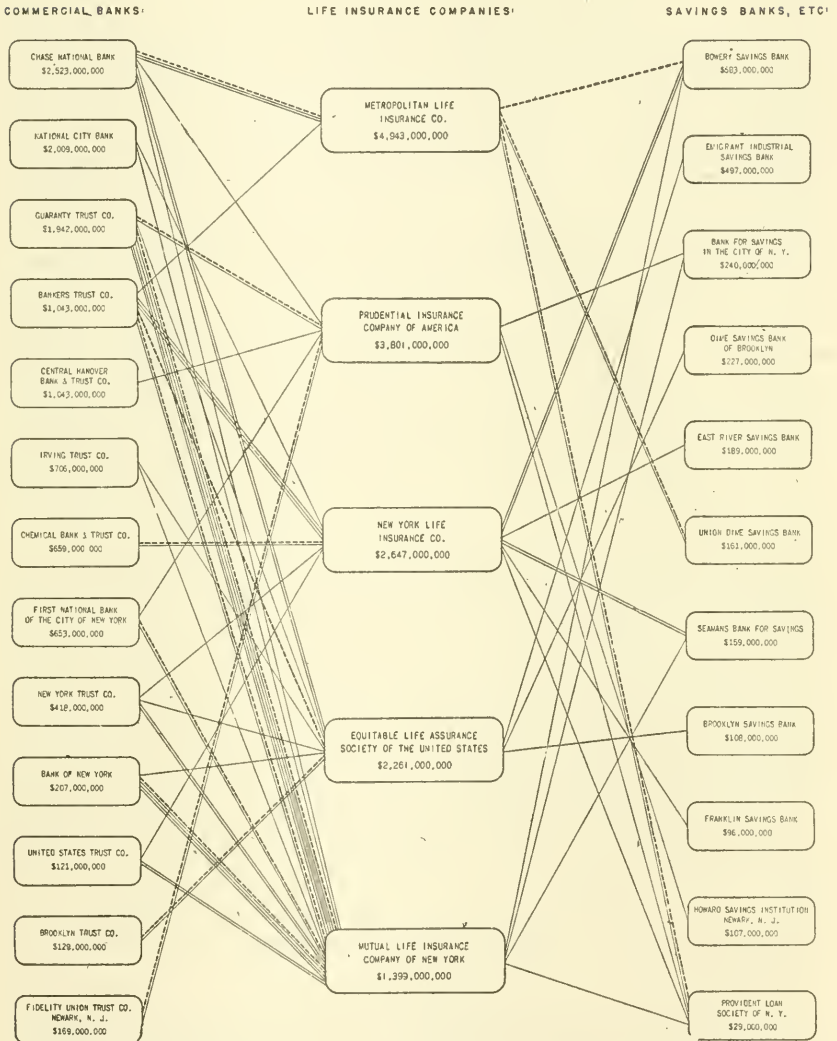 COMMERCIAL BANKS¹
LIFE INSURANCE COMPANIES¹
SAVINGS BANKS, ETC¹
CHASE NATIONAL BANK
$2,523,000,000
NATIONAL CITY BANK
$2,009,000,000
GUARANTY TRUST CO.
$1,942,000,000
BANKERS TRUST CO.
$1,043,000,000
CENTRAL HANOVER
BANK & TRUST CO.
$1,043,000,000
IRVING TRUST CO.
$706,000,000
CHEMICAL BANK & TRUST CO.
$659,000,000
FIRST NATIONAL BANK
OF THE CITY OF NEW YORK
$653,000,000
NEW YORK TRUST CO.
$418,000,000
BANK OF NEW YORK
$207,000,000
UNITED STATES TRUST CO.
$121,000,000
BROOKLYN TRUST CO.
$128,000,000
FIDELITY UNION TRUST CO.
NEWARK, N. J.
$169,000,000
METROPOLITAN LIFE
INSURANCE CO.
$4,943,000,000
PRUDENTIAL INSURANCE
COMPANY OF AMERICA
$3,801,000,000
NEW YORK LIFE
INSURANCE CO.
$2,647,000,000
EQUITABLE LIFE ASSURANCE
SOCIETY OF THE UNITED STATES
$2,261,000,000
MUTUAL LIFE INSURANCE
COMPANY OF NEW YORK
$1,399,000,000
BOWERY SAVINGS BANK
EMIGRANT INDUSTRIAL
SAVINGS BANK
$497,000,000
BANK FOR SAVINGS
IN THE CITY OF N. Y.
$240,000,000
DIME SAVINGS BANK
OF BROOKLYN
$227,000,000
EAST RIVER SAVINGS BANK
$189,000,000
UNION DIME SAVINGS BANK
$161,000,000
SEAMANS BANK FOR SAVINGS
$159,000,000
BROOKLYN SAVINGS BANK
$108,000,000
FRANKLIN SAVINGS BANK
$96,000,000
HOWARD SAVINGS INSTITUTION
NEWARK, N. J.
$107,000,000
PROVIDENT LOAN
SOCIETY OF N. Y.
$29,000,000